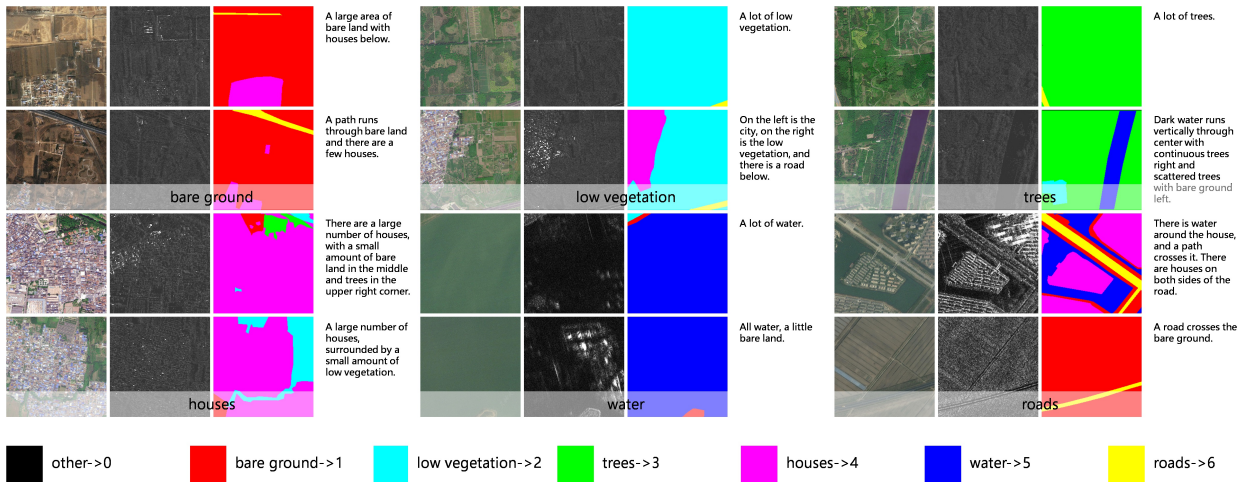 A large area of
bare land with
houses below.
A path runs
through bare land
and there are a
few houses.
bare ground
A lot of low
vegetation.
On the left is the
city, on the right
is the low
vegetation, and
there is a road
below.
low vegetation
A lot of trees.
Dark water runs
vertically through
center with
continuous trees
right and
scattered trees
with bare ground
left.
trees
There are a large
number of houses,
with a small
amount of bare
land in the middle
and trees in the
upper right corner.
A large number of
houses,
surrounded by a
small amount of
low vegetation.
houses
A lot of water.
All water, a little
bare land.
water
There is water
around the house,
and a path
crosses it. There
are houses on
both sides of the
road.
A road crosses the
bare ground.
roads
other->0
bare ground->1
low vegetation->2
trees->3
houses->4
water->5
roads->6